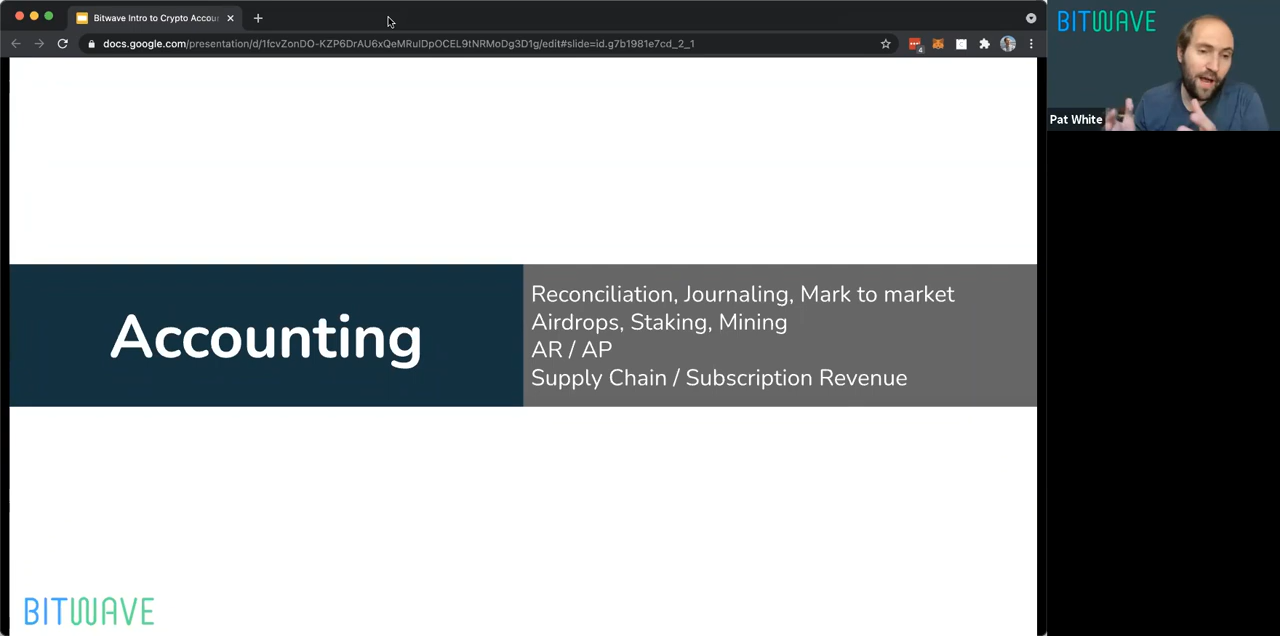 Bitwave Intro to Crypto Accou
docs.google.com/presentation/d/1fcvZonDO-KZP6DrAU6xQeMRuIDpOCEL9tNRMoDg3D1g/edit#slide=id.g7b1981e7cd_2_1
BITWAVE
Pat White
Accounting
Reconciliation, Journaling, Mark to market
Airdrops, Staking, Mining
AR / AP
Supply Chain / Subscription Revenue
BITWAVE